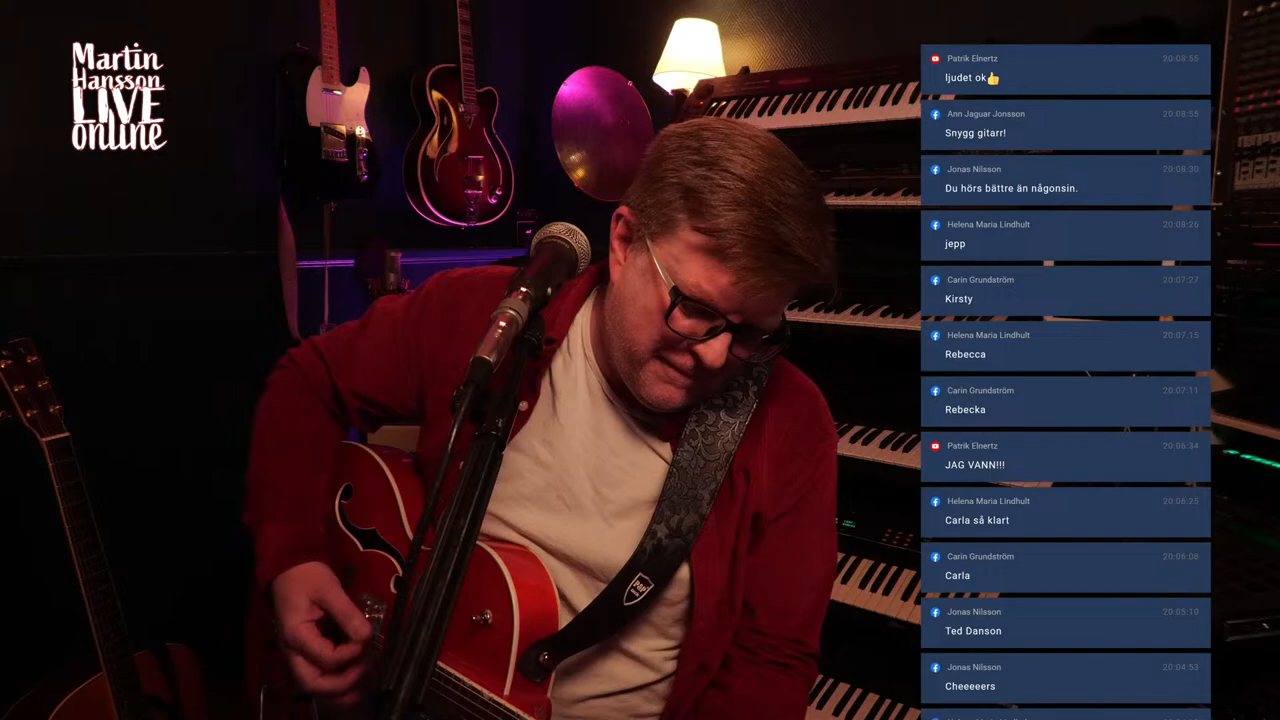 Martin
Hansson
LIVE
online
Patrik Elnertz 20:08:55
ljudet ok👍
Ann Jaguar Jonsson 20:08:55
Snygg gitarr!
Jonas Nilsson 20:08:30
Du hörs bättre än någonsin.
Helena Maria Lindhult 20:08:26
jepp
Carin Grundström 20:07:27
Kirsty
Helena Maria Lindhult 20:07:15
Rebecca
Carin Grundström 20:07:11
Rebecka
Patrik Elnertz 20:06:34
JAG VANN!!!
Helena Maria Lindhult 20:06:25
Carla så klart
Carin Grundström 20:06:06
Carla
Jonas Nilsson 20:05:10
Ted Danson
Jonas Nilsson 20:04:53
Cheeeeers